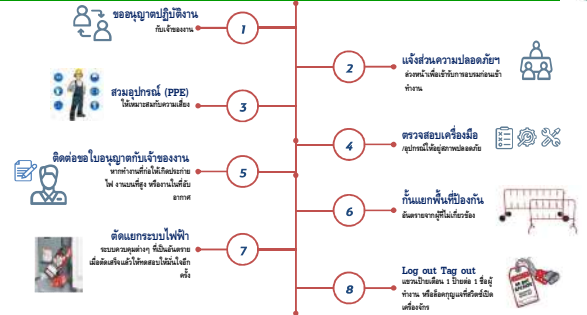 ขออนุญาตปฏิบัติงาน
กับเจ้าของงาน
1
2
แจ้งส่วนความปลอดภัยฯ
ล่วงหน้าเพื่อเข้ารับการอบรมก่อนเข้า
ทำงาน
สวมอุปกรณ์ (PPE)
ให้เหมาะสมกับความเสี่ยง
3
4
ตรวจสอบเครื่องมือ
/อุปกรณ์ให้อยู่สภาพปลอดภัย
ติดต่อขอใบอนุญาตกับเจ้าของงาน
หากทำงานที่ก่อให้เกิดประกาย
ไฟ งานบนที่สูง หรืองานในที่อับ
อากาศ
5
6
กั้นแยกพื้นที่ป้องกัน
อันตรายจากผู้ที่ไม่เกี่ยวข้อง
ตัดแยกระบบไฟฟ้า
ระบบควบคุมต่างๆ ที่เป็นอันตราย
เมื่อตัดเสร็จแล้วให้ทดสอบให้มั่นใจอีก
ครั้ง
7
8
Log out Tag out
แขวนป้ายเตือน 1 ป้ายต่อ 1 ชื่อผู้
ทำงาน หรือล็อคกุญแจที่สวิตช์เปิด
เครื่องจักร